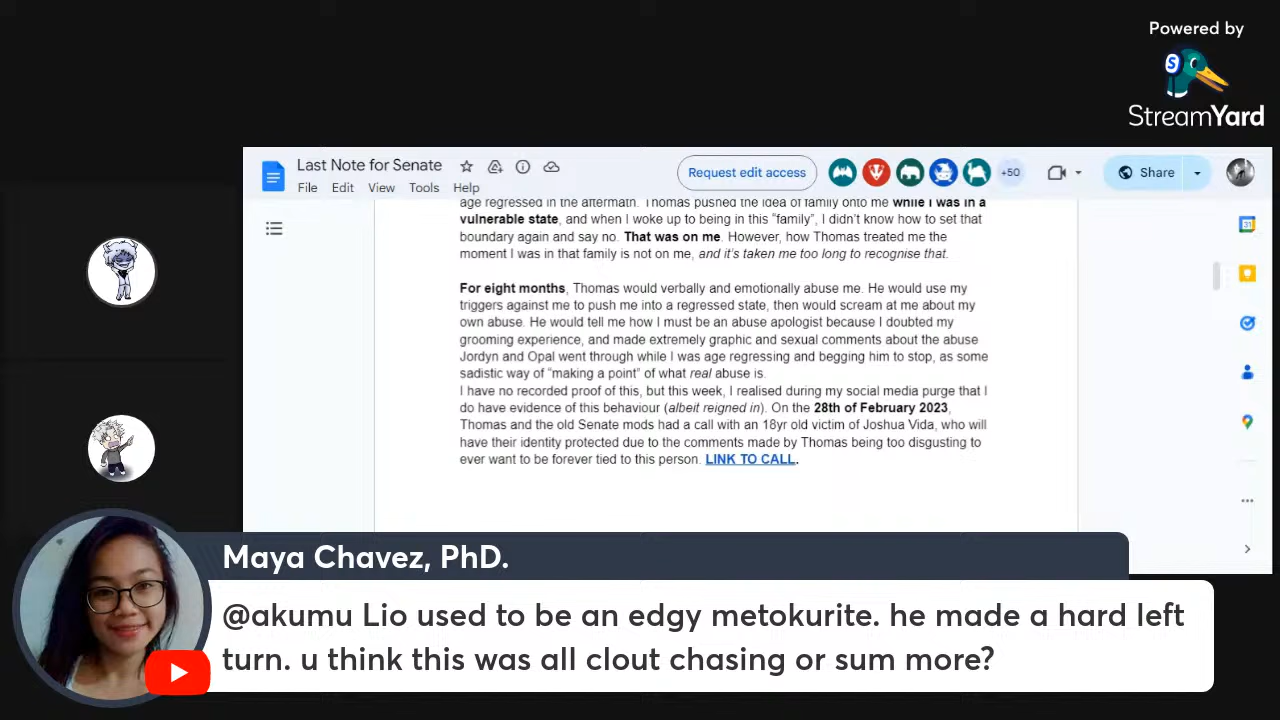 Powered by
StreamYard
Last Note for Senate
File Edit View Tools Help
Request edit access
+50
Share
age regressed in the aftermath. Thomas pushed the idea of family onto me while I was in a
vulnerable state, and when I woke up to being in this “family”, I didn't know how to set that
boundary again and say no. That was on me. However, how Thomas treated me the
moment I was in that family is not on me, and it's taken me too long to recognise that.
For eight months, Thomas would verbally and emotionally abuse me. He would use my
triggers against me to push me into a regressed state, then would scream at me about my
own abuse. He would tell me how I must be an abuse apologist because I doubted my
grooming experience, and made extremely graphic and sexual comments about the abuse
Jordyn and Opal went through while I was age regressing and begging him to stop, as some
sadistic way of “making a point” of what real abuse is.
I have no recorded proof of this, but this week, I realised during my social media purge that I
do have evidence of this behaviour (albeit reigned in). On the 28th of February 2023,
Thomas and the old Senate mods had a call with an 18yr old victim of Joshua Vida, who will
have their identity protected due to the comments made by Thomas being too disgusting to
ever want to be forever tied to this person. LINK TO CALL.
31
Maya Chavez, PhD.
@akumu Lio used to be an edgy metokurite. he made a hard left
turn. u think this was all clout chasing or sum more?